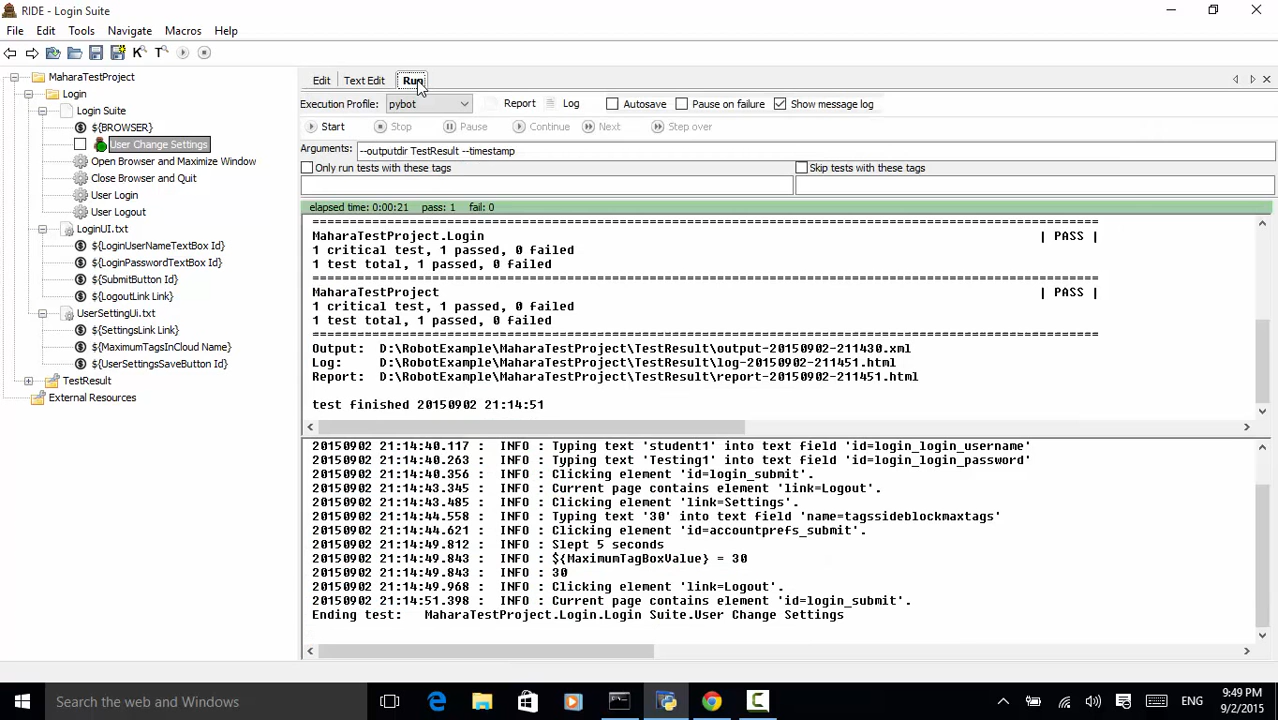 RIDE - Login Suite
File Edit Tools Navigate Macros Help
MaharaTestProject
Login
Login Suite
${BROWSER}
User Change Settings
Open Browser and Maximize Window
Close Browser and Quit
User Login
User Logout
LoginUI.txt
${LoginUserNameTextBox Id}
${LoginPasswordTextBox Id}
${SubmitButton Id}
${LogoutLink Link}
UserSettingUi.txt
${SettingsLink Link}
${MaximumTagsInCloud Name}
${UserSettingsSaveButton Id}
TestResult
External Resources
Edit Text Edit Run
Execution Profile: pybot Report Log Autosave Pause on failure Show message log
Start Stop Pause Continue Next Step over
Arguments: --outputdir TestResult --timestamp
Only run tests with these tags Skip tests with these tags
elapsed time: 0:00:21 pass: 1 fail: 0
==============================================================================
MaharaTestProject.Login | PASS |
1 critical test, 1 passed, 0 failed
1 test total, 1 passed, 0 failed
==============================================================================
MaharaTestProject | PASS |
1 critical test, 1 passed, 0 failed
1 test total, 1 passed, 0 failed
==============================================================================
Output: D:\RobotExample\MaharaTestProject\TestResult\output-20150902-211430.xml
Log: D:\RobotExample\MaharaTestProject\TestResult\log-20150902-211451.html
Report: D:\RobotExample\MaharaTestProject\TestResult\report-20150902-211451.html
test finished 20150902 21:14:51
20150902 21:14:40.117 : INFO : Typing text 'student1' into text field 'id=login_login_username'
20150902 21:14:40.263 : INFO : Typing text 'Testing1' into text field 'id=login_login_password'
20150902 21:14:40.356 : INFO : Clicking element 'id=login_submit'.
20150902 21:14:43.345 : INFO : Current page contains element 'link=Logout'.
20150902 21:14:43.485 : INFO : Clicking element 'link=Settings'.
20150902 21:14:44.558 : INFO : Typing text '30' into text field 'name=tagssideblockmaxtags'
20150902 21:14:44.621 : INFO : Clicking element 'id=accountprefs_submit'.
20150902 21:14:49.812 : INFO : Slept 5 seconds
20150902 21:14:49.843 : INFO : ${MaximumTagBoxValue} = 30
20150902 21:14:49.843 : INFO : 30
20150902 21:14:49.968 : INFO : Clicking element 'link=Logout'.
20150902 21:14:51.398 : INFO : Current page contains element 'id=login_submit'.
Ending test: MaharaTestProject.Login.Login Suite.User Change Settings
Search the web and Windows
ENG
9:49 PM
9/2/2015